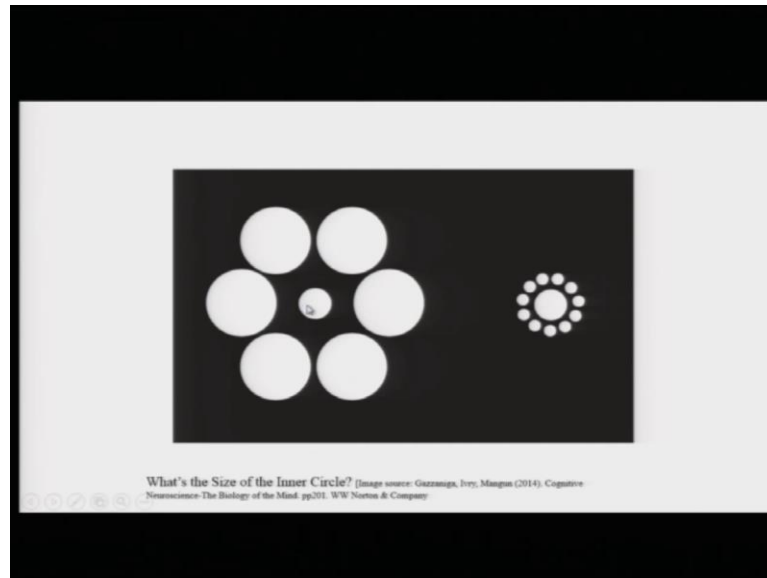 What's the Size of the Inner Circle? [Image source: Gazzaniga, Ivry, Mangun (2014). Cognitive
Neuroscience-The Biology of the Mind. pp201. WW Norton & Company